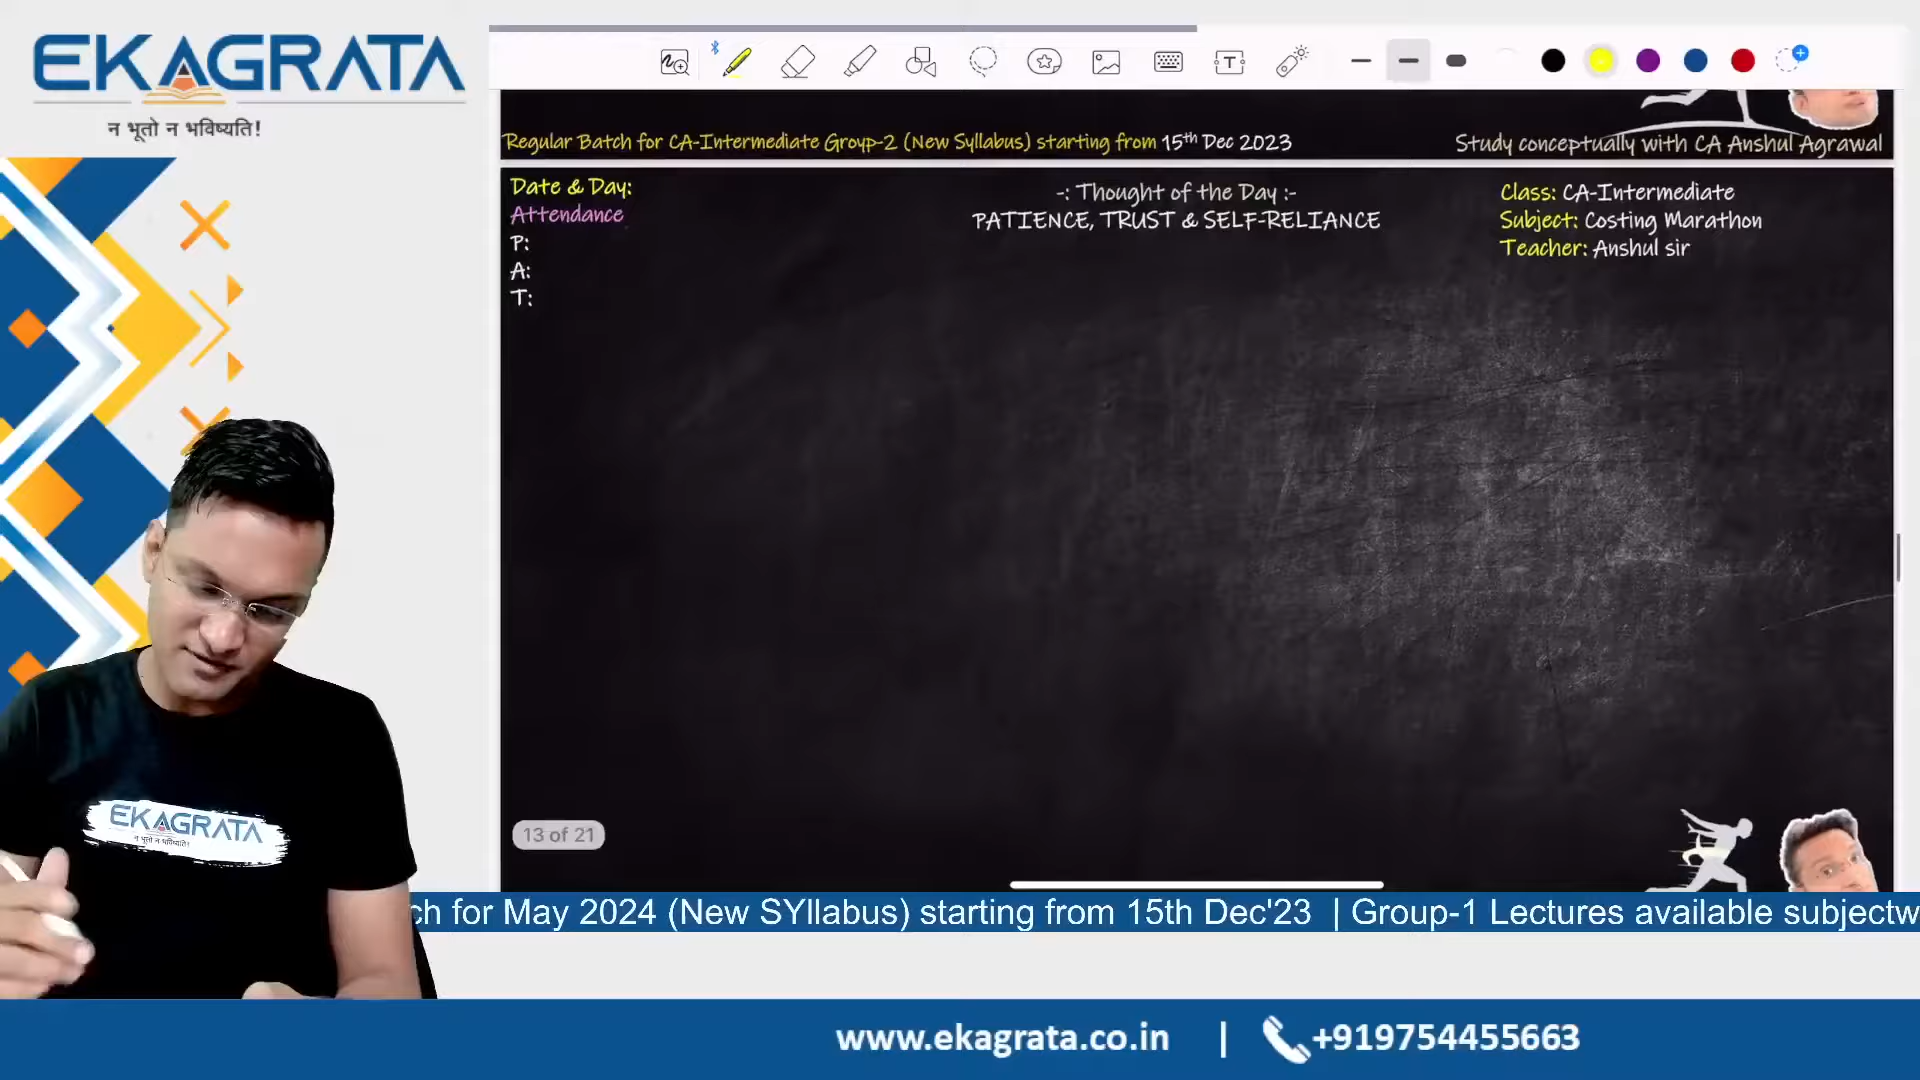 EKAGRATA
न भूतो न भविष्यति!
Regular Batch for CA-Intermediate Group-2 (New Syllabus) starting from 15th Dec 2023
Study conceptually with CA Anshul Agrawal
Date & Day:
Attendance
P:
A:
T:
-: Thought of the Day :-
PATIENCE, TRUST & SELF-RELIANCE
Class: CA-Intermediate
Subject: Costing Marathon
Teacher: Anshul sir
13 of 21
EKAGRATA
न भूतो न भविष्यति!
ch for May 2024 (New SYllabus) starting from 15th Dec'23 | Group-1 Lectures available subjectw
www.ekagrata.co.in | +919754455663